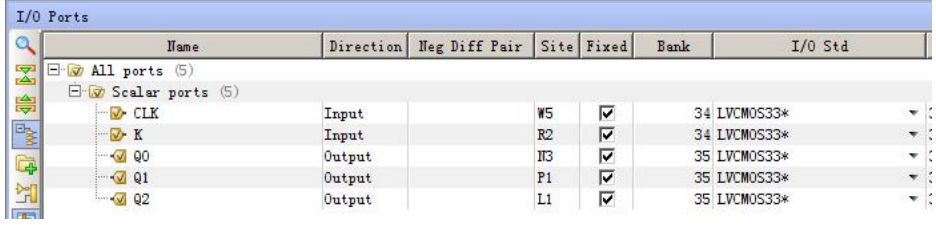 I/O Ports
Name Direction Neg Diff Pair Site Fixed Bank I/O Std
All ports (5)
Scalar ports (5)
CLK Input W5 34 LVCMOS33*
K Input R2 34 LVCMOS33*
Q0 Output N3 35 LVCMOS33*
Q1 Output P1 35 LVCMOS33*
Q2 Output L1 35 LVCMOS33*